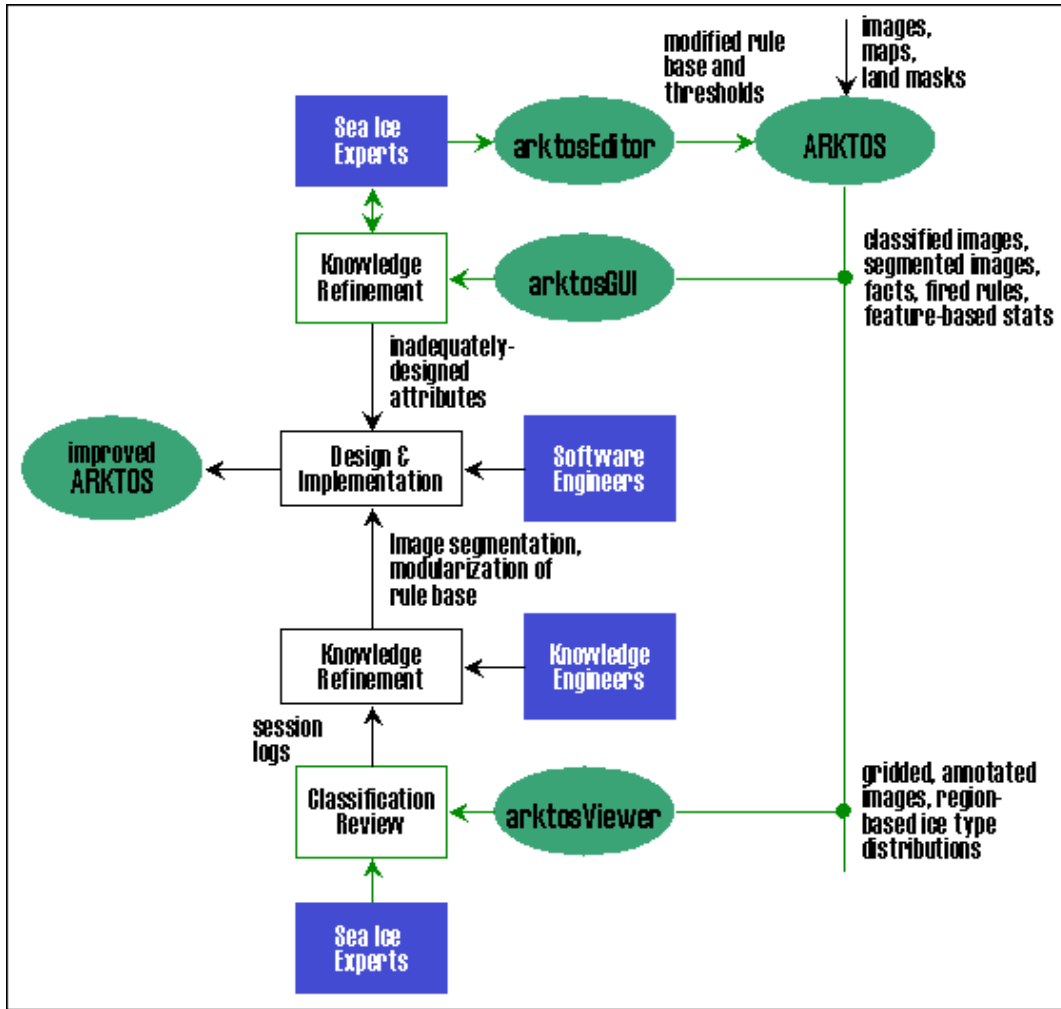 images,
maps,
land masks
modified rule
base and
thresholds
Sea Ice
Experts
arktosEditor
ARKTOS
Knowledge
Refinement
arktosGUI
classified images,
segmented images,
facts, fired rules,
feature-based stats
inadequately-
designed
attributes
improved
ARKTOS
Design &
Implementation
Software
Engineers
Image segmentation,
modularization of
rule base
Knowledge
Refinement
Knowledge
Engineers
session
logs
Classification
Review
arktosViewer
gridded, annotated
images, region-
based ice type
distributions
Sea Ice
Experts